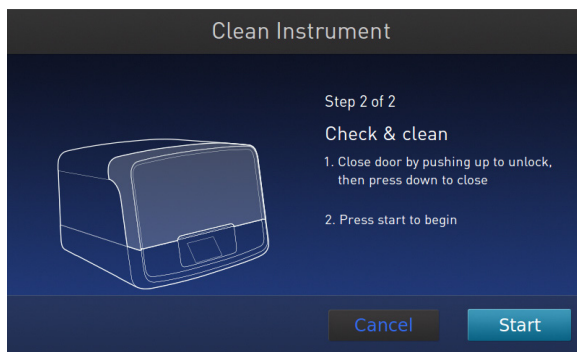 Clean Instrument
Step 2 of 2
Check & clean
1. Close door by pushing up to unlock,
then press down to close
2. Press start to begin
Cancel
Start